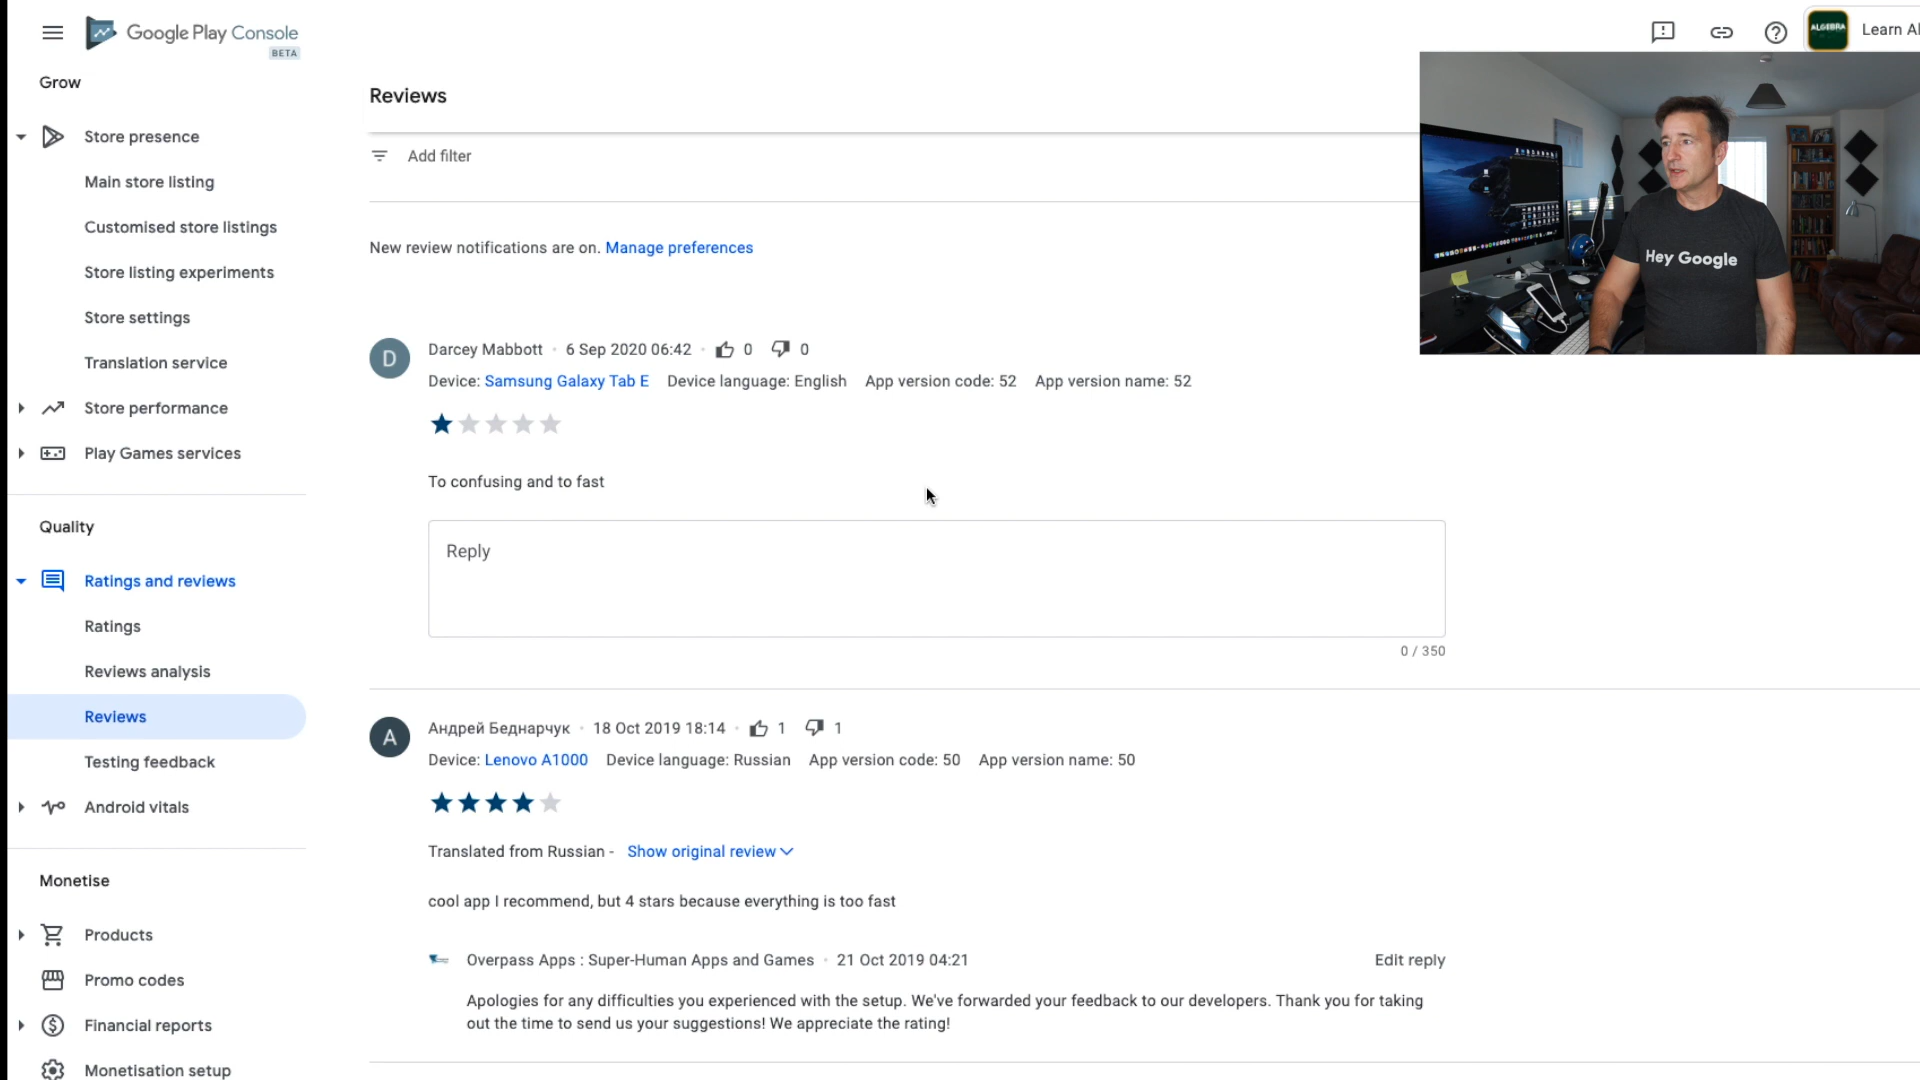 Google Play Console
BETA
Learn Al
ALGEBRA
Grow
Store presence
Main store listing
Customised store listings
Store listing experiments
Store settings
Translation service
Store performance
Play Games services
Quality
Ratings and reviews
Ratings
Reviews analysis
Reviews
Testing feedback
Android vitals
Monetise
Products
Promo codes
Financial reports
Monetisation setup
Reviews
Add filter
New review notifications are on. Manage preferences
Hey Google
D
Darcey Mabbott · 6 Sep 2020 06:42 · 0 0
Device: Samsung Galaxy Tab E Device language: English App version code: 52 App version name: 52
To confusing and to fast
Reply
0 / 350
A
Андрей Беднарчук · 18 Oct 2019 18:14 · 1 1
Device: Lenovo A1000 Device language: Russian App version code: 50 App version name: 50
Translated from Russian - Show original review
cool app I recommend, but 4 stars because everything is too fast
Overpass Apps : Super-Human Apps and Games · 21 Oct 2019 04:21 Edit reply
Apologies for any difficulties you experienced with the setup. We've forwarded your feedback to our developers. Thank you for taking
out the time to send us your suggestions! We appreciate the rating!